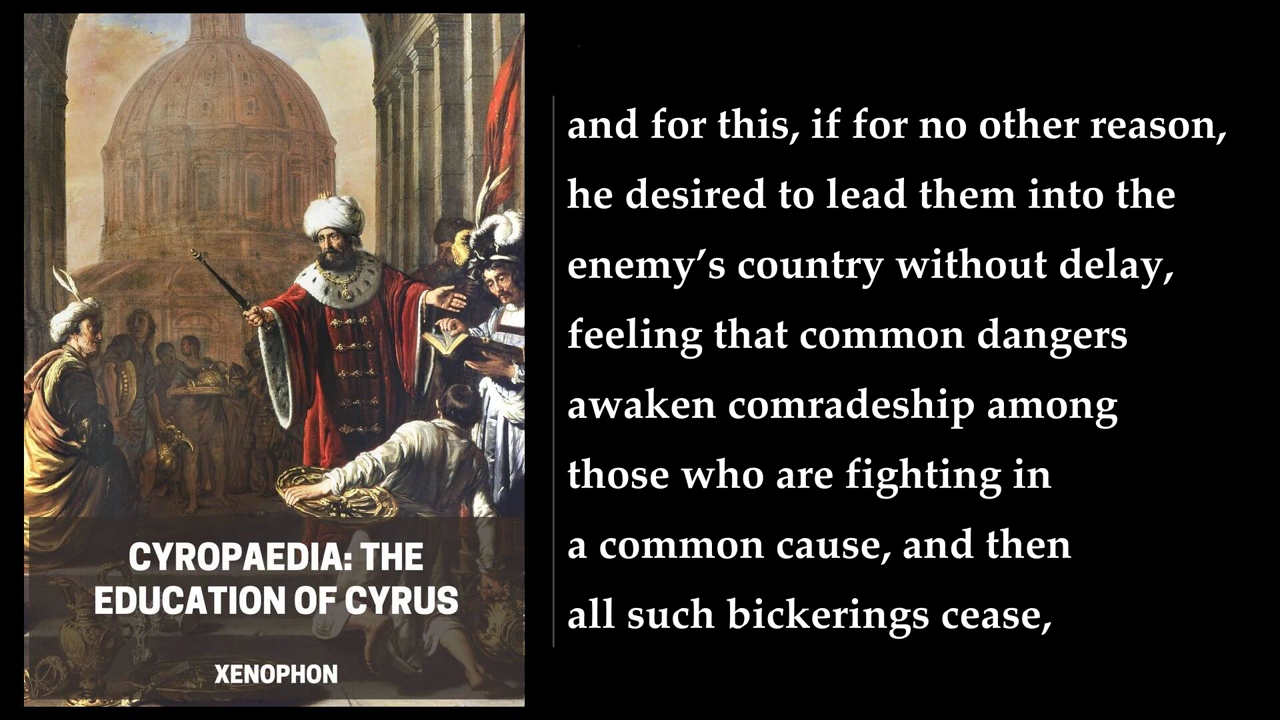 CYROPAEDIA: THE
EDUCATION OF CYRUS
XENOPHON
and for this, if for no other reason,
he desired to lead them into the
enemy’s country without delay,
feeling that common dangers
awaken comradeship among
those who are fighting in
a common cause, and then
all such bickerings cease,